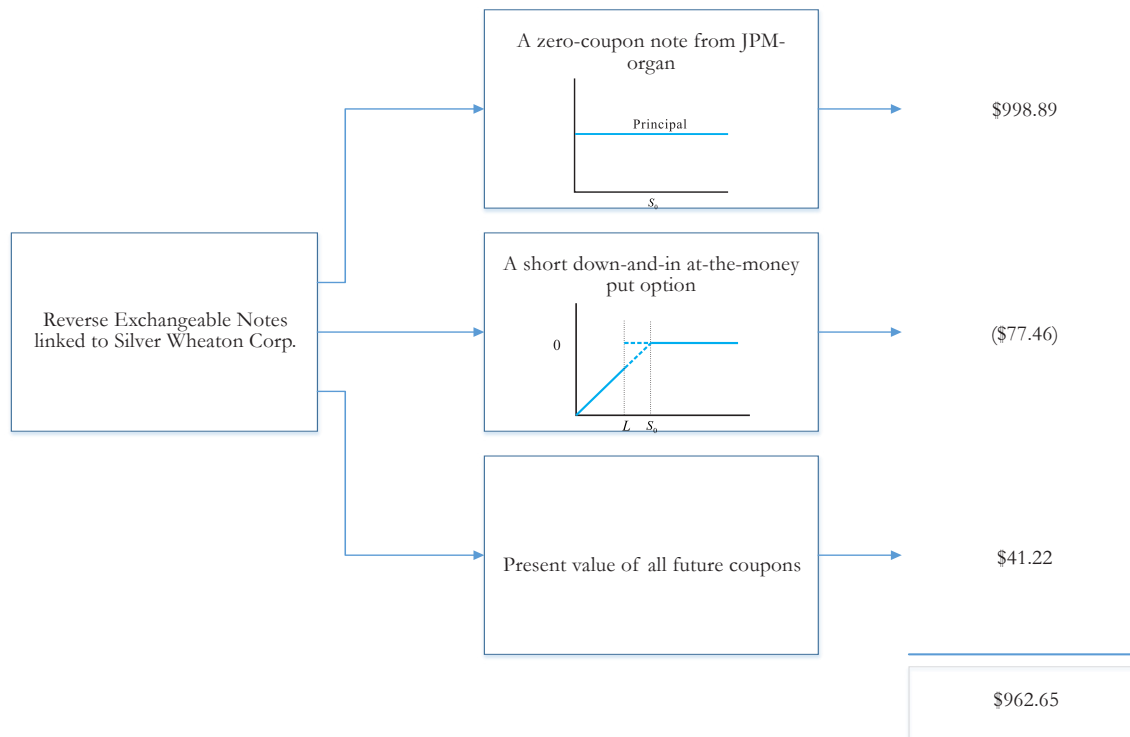 A zero-coupon note from JPM-
organ
Principal
S₀
$998.89
Reverse Exchangeable Notes
linked to Silver Wheaton Corp.
A short down-and-in at-the-money
put option
0
L S₀
($77.46)
Present value of all future coupons
$41.22
$962.65